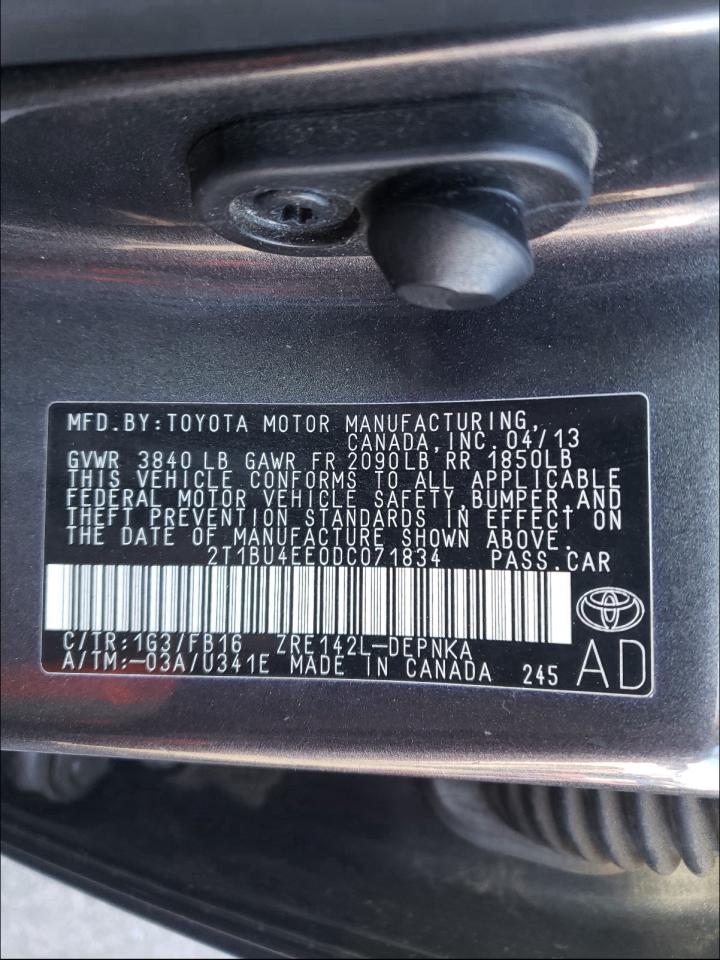 MFD.BY:TOYOTA MOTOR MANUFACTURING,
CANADA,INC.04/13
GVWR 3840 LB GAWR FR 2090LB RR 1850LB
THIS VEHICLE CONFORMS TO ALL APPLICABLE
FEDERAL MOTOR VEHICLE SAFETY,BUMPER,AND
THEFT PREVENTION STANDARDS IN EFFECT ON
THE DATE OF MANUFACTURE SHOWN ABOVE.
2T1BU4EE0DC071834 PASS.CAR
C/TR:1G3/FB16 ZRE142L-DEPNKA
A/TM:-03A/U341E MADE IN CANADA 245 AD